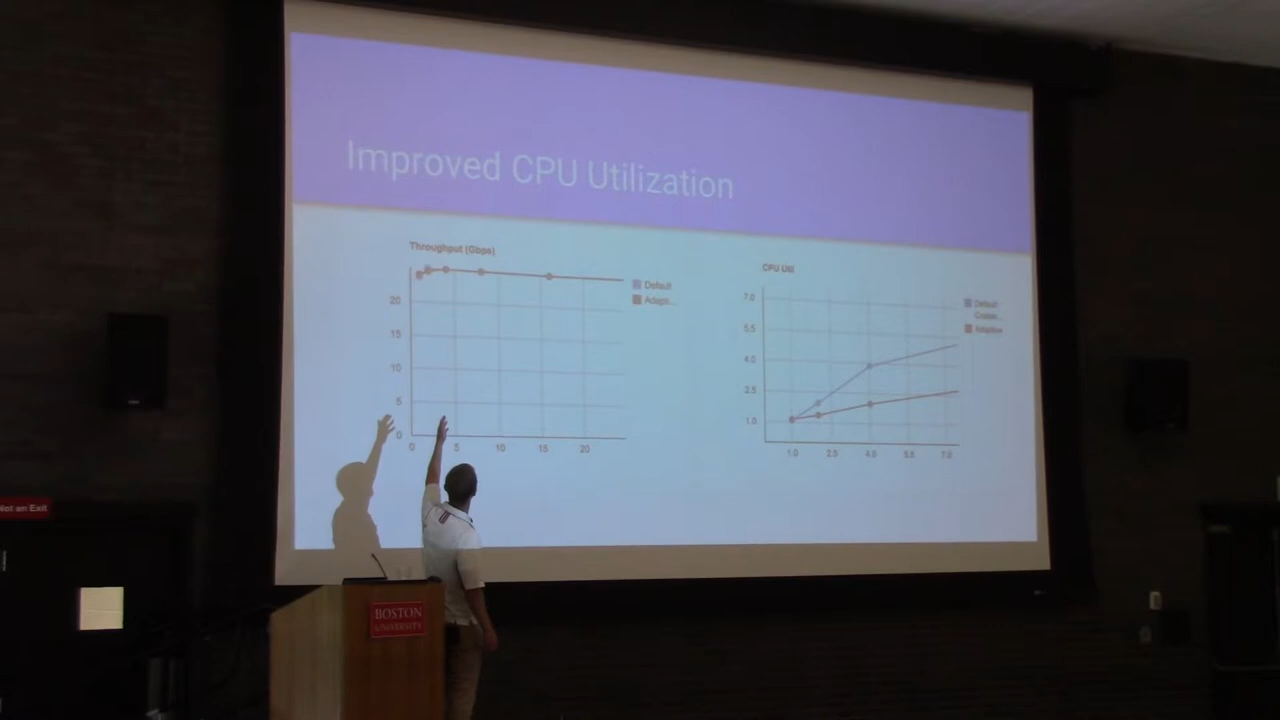 Improved CPU Utilization
Throughput (Gbps)
20
15
10
5
0
0 5 10 15 20
Default
Adapti...
CPU Util
7.0
5.5
4.0
2.5
1.0
1.0 2.5 4.0 5.5 7.0
Default
Adaptive
Not an Exit
BOSTON
UNIVERSITY